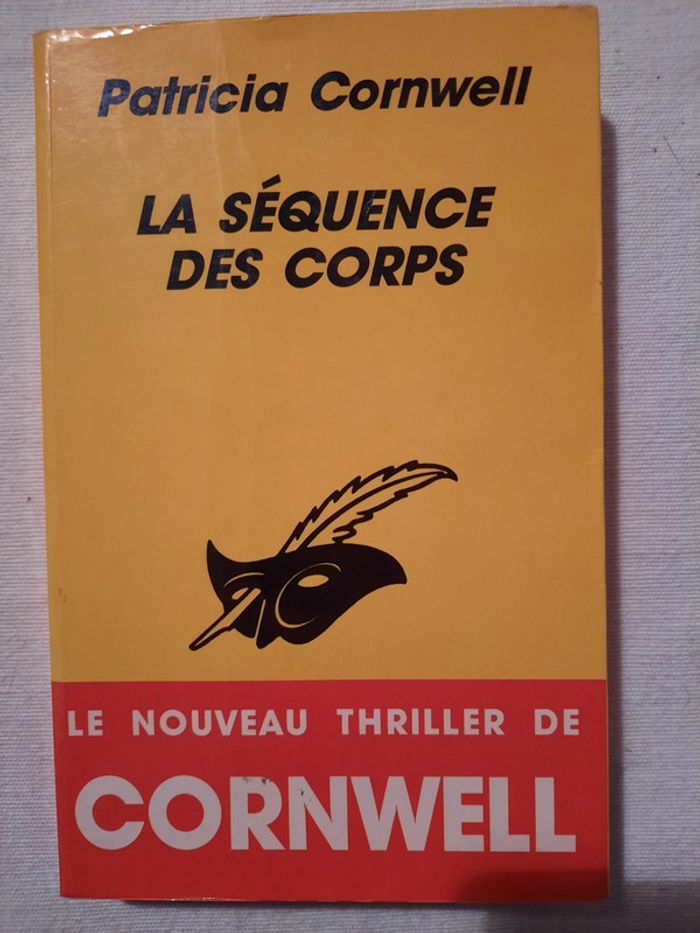 Patricia Cornwell
LA SÉQUENCE
DES CORPS
LE NOUVEAU THRILLER DE
CORNWELL